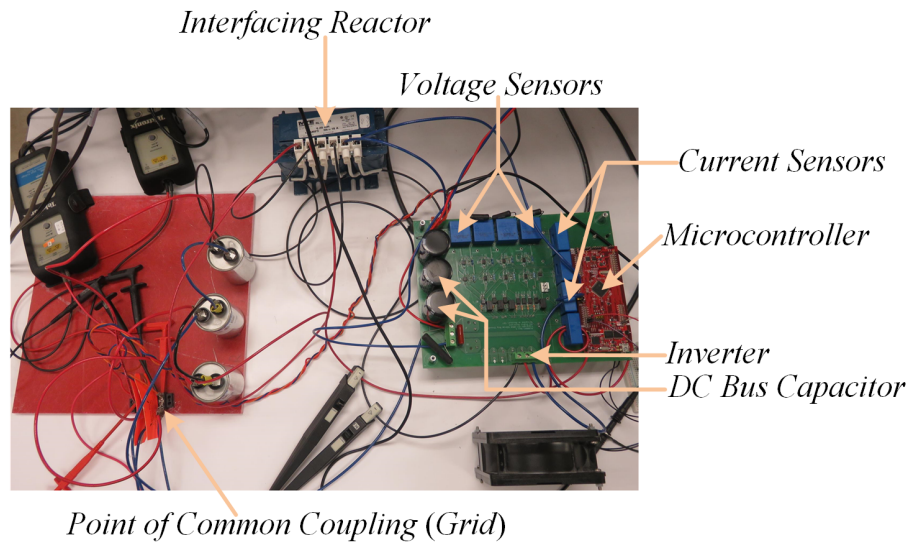 Interfacing Reactor
Voltage Sensors
Current Sensors
Microcontroller
Inverter
DC Bus Capacitor
Point of Common Coupling (Grid)